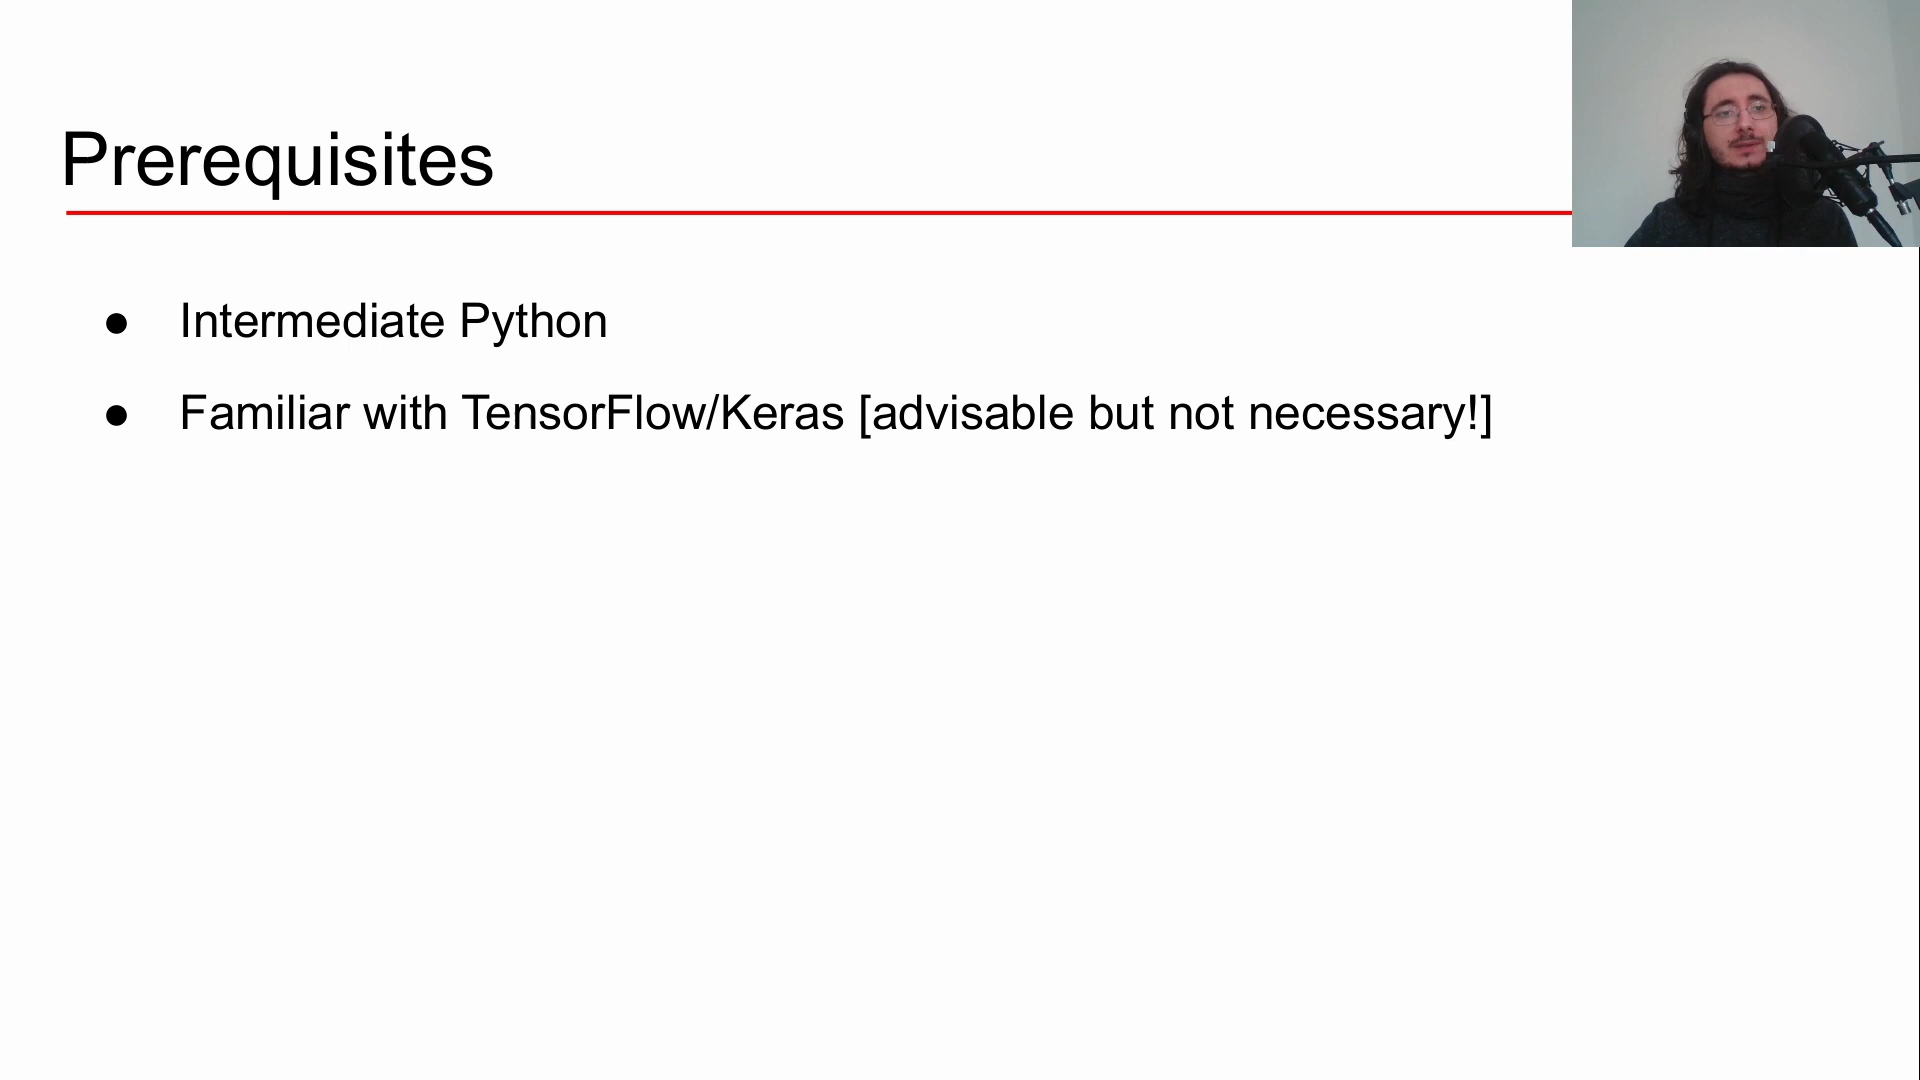 Prerequisites
● Intermediate Python
● Familiar with TensorFlow/Keras [advisable but not necessary!]